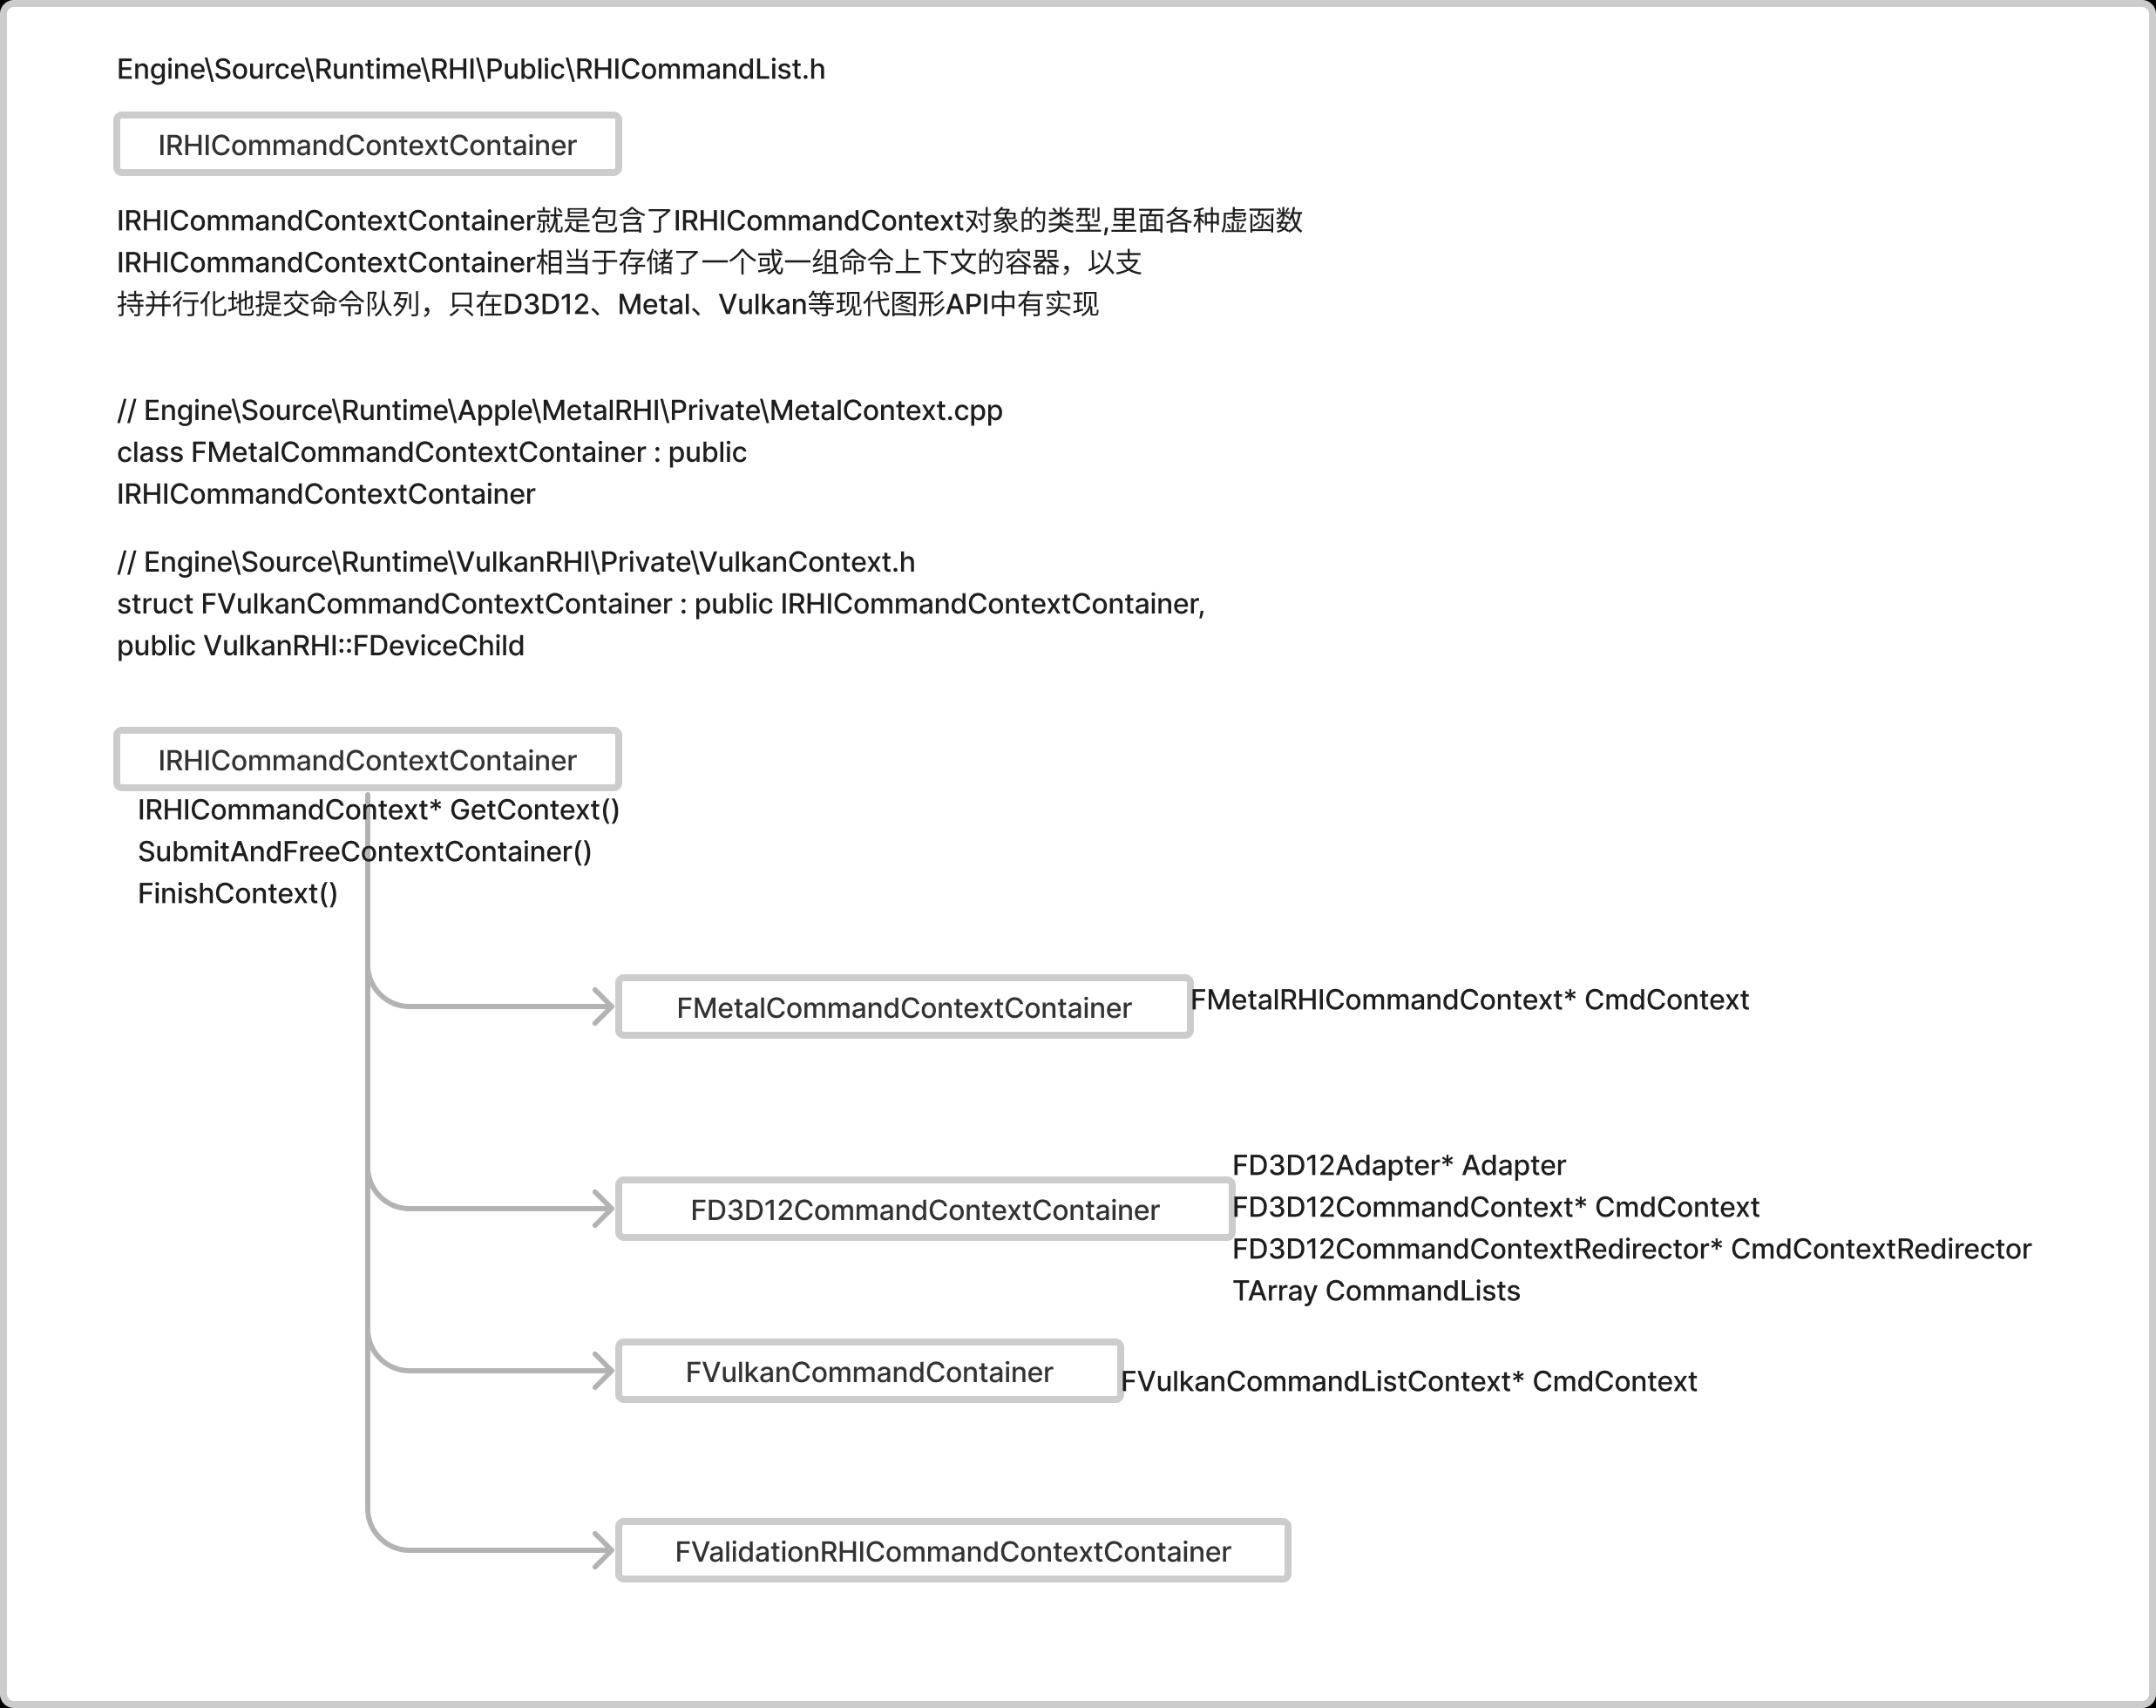 Engine\Source\Runtime\RHI\Public\RHICommandList.h
IRHICommandContextContainer
IRHICommandContextContainer就是包含了IRHICommandContext对象的类型,里面各种虚函数
IRHICommandContextContainer相当于存储了一个或一组命令上下文的容器，以支
持并行化地提交命令队列，只在D3D12、Metal、Vulkan等现代图形API中有实现
// Engine\Source\Runtime\Apple\MetalRHI\Private\MetalContext.cpp
class FMetalCommandContextContainer : public
IRHICommandContextContainer
// Engine\Source\Runtime\VulkanRHI\Private\VulkanContext.h
struct FVulkanCommandContextContainer : public IRHICommandContextContainer,
public VulkanRHI::FDeviceChild
IRHICommandContextContainer
IRHICommandContext* GetContext()
SubmitAndFreeContextContainer()
FinishContext()
FMetalCommandContextContainer
FMetalRHICommandContext* CmdContext
FD3D12CommandContextContainer
FD3D12Adapter* Adapter
FD3D12CommandContext* CmdContext
FD3D12CommandContextRedirector* CmdContextRedirector
TArray CommandLists
FVulkanCommandContainer
FVulkanCommandListContext* CmdContext
FValidationRHICommandContextContainer